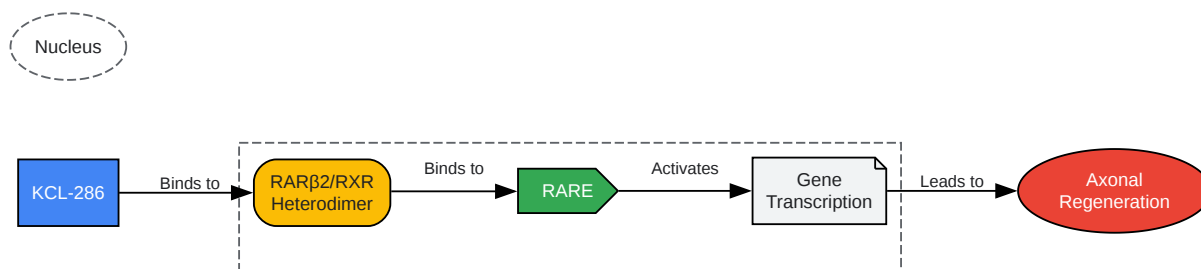 Nucleus
KCL-286
Binds to
RARβ2/RXR
Heterodimer
Binds to
RARE
Activates
Gene
Transcription
Leads to
Axonal
Regeneration